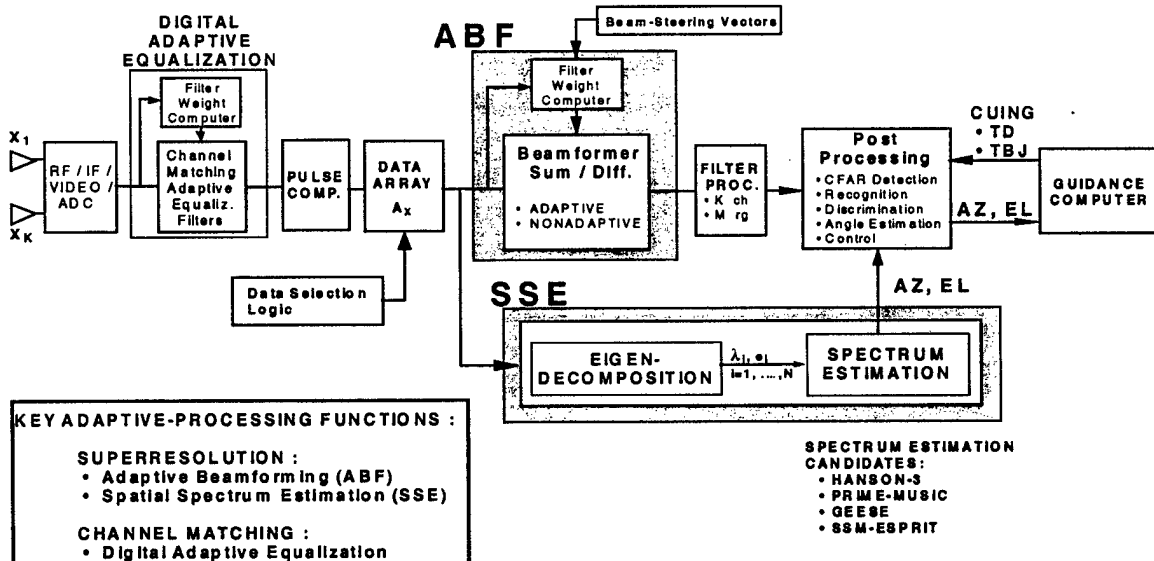 DIGITAL
ADAPTIVE
EQUALIZATION
Filter
Weight
Computer
Channel
Matching
Adaptive
Equaliz.
Filters
X1
XK
RF / IF /
VIDEO /
ADC
PULSE
COMP.
DATA
ARRAY
AX
Data Selection
Logic
ABF
Beam-Steering Vectors
Filter
Weight
Computer
Beamformer
Sum / Diff.
• ADAPTIVE
• NONADAPTIVE
FILTER
PROC.
• K ch
• M rg
Post
Processing
• CFAR Detection
• Recognition
• Discrimination
• Angle Estimation
• Control
CUING
• TD
• TBJ
AZ, EL
GUIDANCE
COMPUTER
AZ, EL
SSE
EIGEN-
DECOMPOSITION
λi, ei
i=1, ...,N
SPECTRUM
ESTIMATION
KEY ADAPTIVE-PROCESSING FUNCTIONS :
SUPERRESOLUTION :
• Adaptive Beamforming (ABF)
• Spatial Spectrum Estimation (SSE)
CHANNEL MATCHING :
• Digital Adaptive Equalization
SPECTRUM ESTIMATION
CANDIDATES:
• HANSON-3
• PRIME-MUSIC
• GEESE
• SSM-ESPRIT